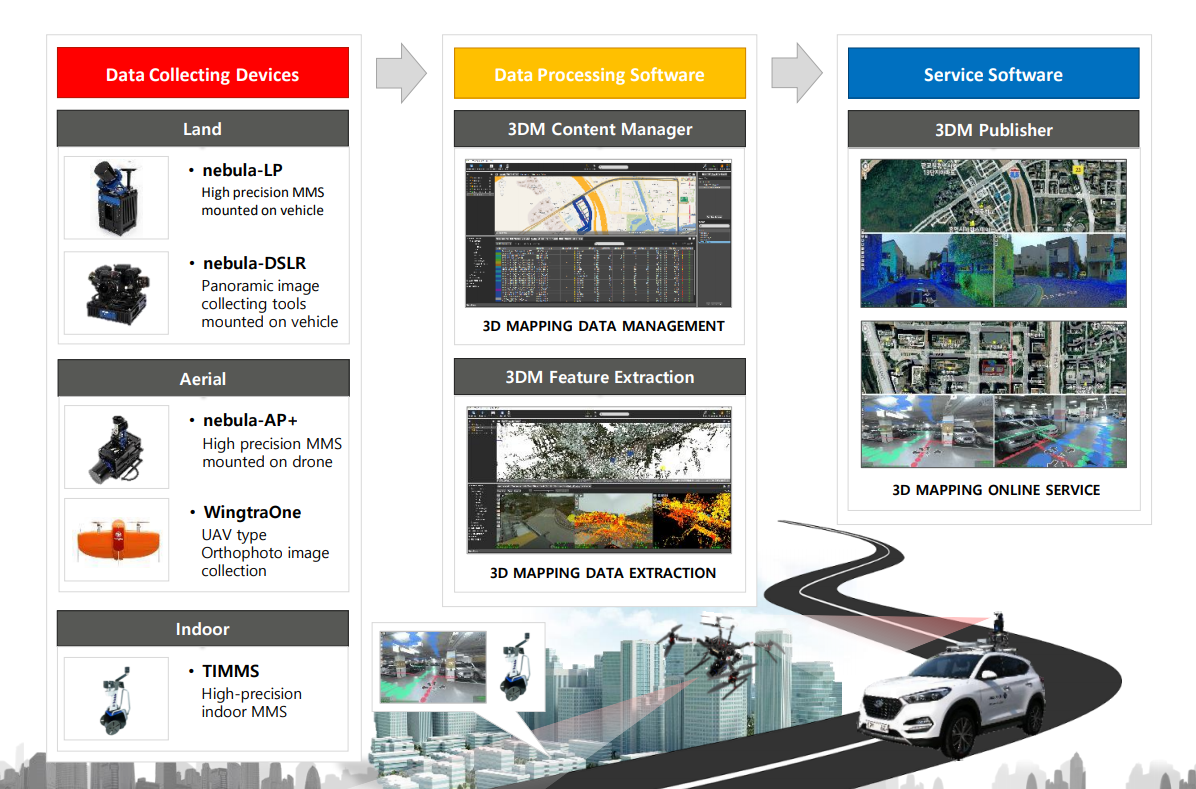 Data Collecting Devices
Land
• nebula-LP
High precision MMS
mounted on vehicle
• nebula-DSLR
Panoramic image
collecting tools
mounted on vehicle
Aerial
• nebula-AP+
High precision MMS
mounted on drone
• WingtraOne
UAV type
Orthophoto image
collection
Indoor
• TIMMS
High-precision
indoor MMS
Data Processing Software
3DM Content Manager
3D MAPPING DATA MANAGEMENT
3DM Feature Extraction
3D MAPPING DATA EXTRACTION
Service Software
3DM Publisher
3D MAPPING ONLINE SERVICE